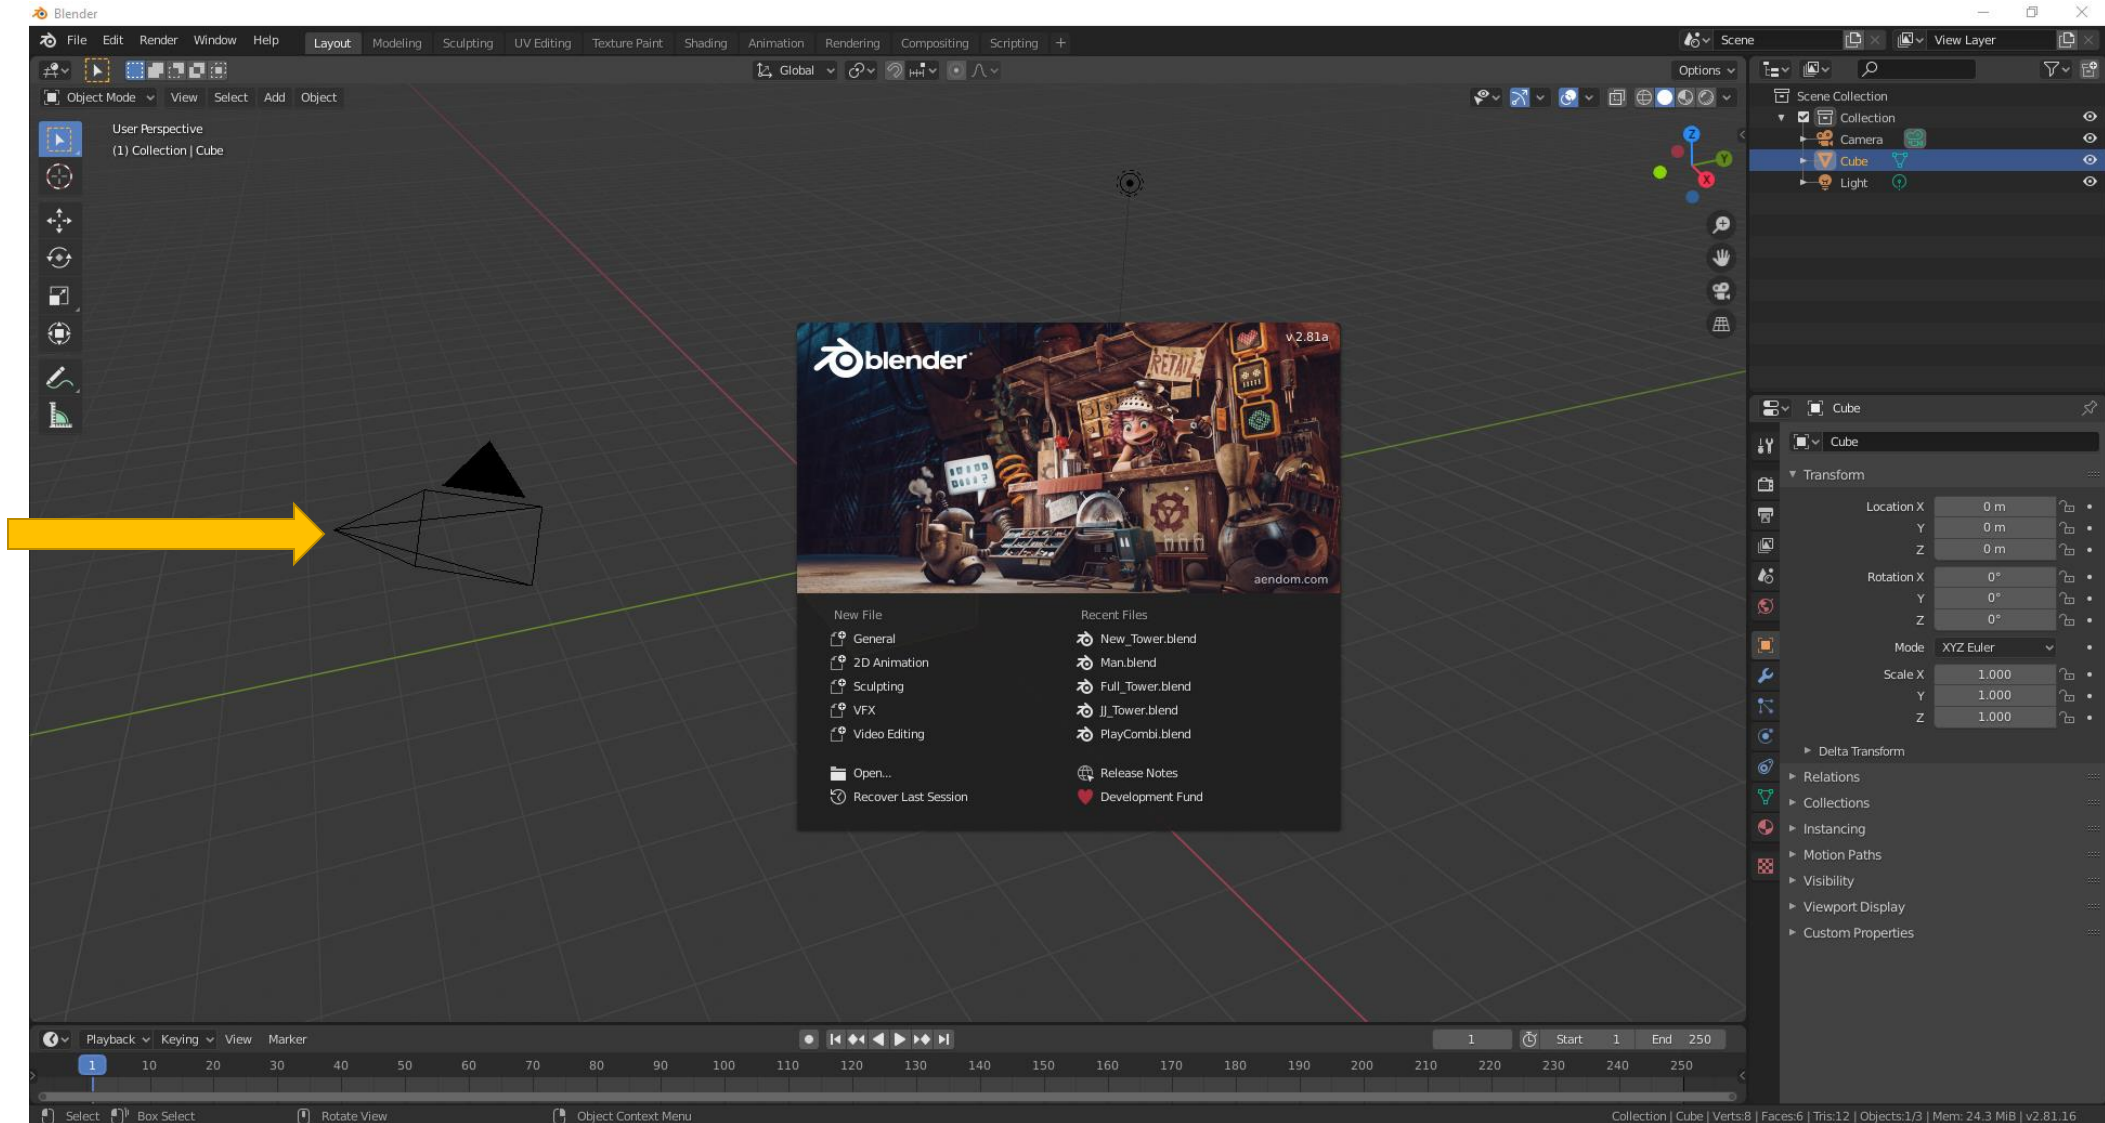 Blender
File Edit Render Window Help Layout Modeling Sculpting UV Editing Texture Paint Shading Animation Rendering Compositing Scripting + Scene View Layer
Global Options
Object Mode View Select Add Object
User Perspective
(1) Collection | Cube
Z
Y
X
Scene Collection
Collection
Camera
Cube
Light
blender
v 2.81a
RETAIL
aendom.com
New File
General
2D Animation
Sculpting
VFX
Video Editing
Open...
Recover Last Session
Recent Files
New_Tower.blend
Man.blend
Full_Tower.blend
JJ_Tower.blend
PlayCombi.blend
Release Notes
Development Fund
Cube
Cube
Transform
Location X 0 m
Y 0 m
Z 0 m
Rotation X 0°
Y 0°
Z 0°
Mode XYZ Euler
Scale X 1.000
Y 1.000
Z 1.000
Delta Transform
Relations
Collections
Instancing
Motion Paths
Visibility
Viewport Display
Custom Properties
Playback Keying View Marker 1 Start 1 End 250
1 10 20 30 40 50 60 70 80 90 100 110 120 130 140 150 160 170 180 190 200 210 220 230 240 250
Select Box Select Rotate View Object Context Menu Collection | Cube | Verts:8 | Faces:6 | Tris:12 | Objects:1/3 | Mem: 24.3 MiB | v2.81.16